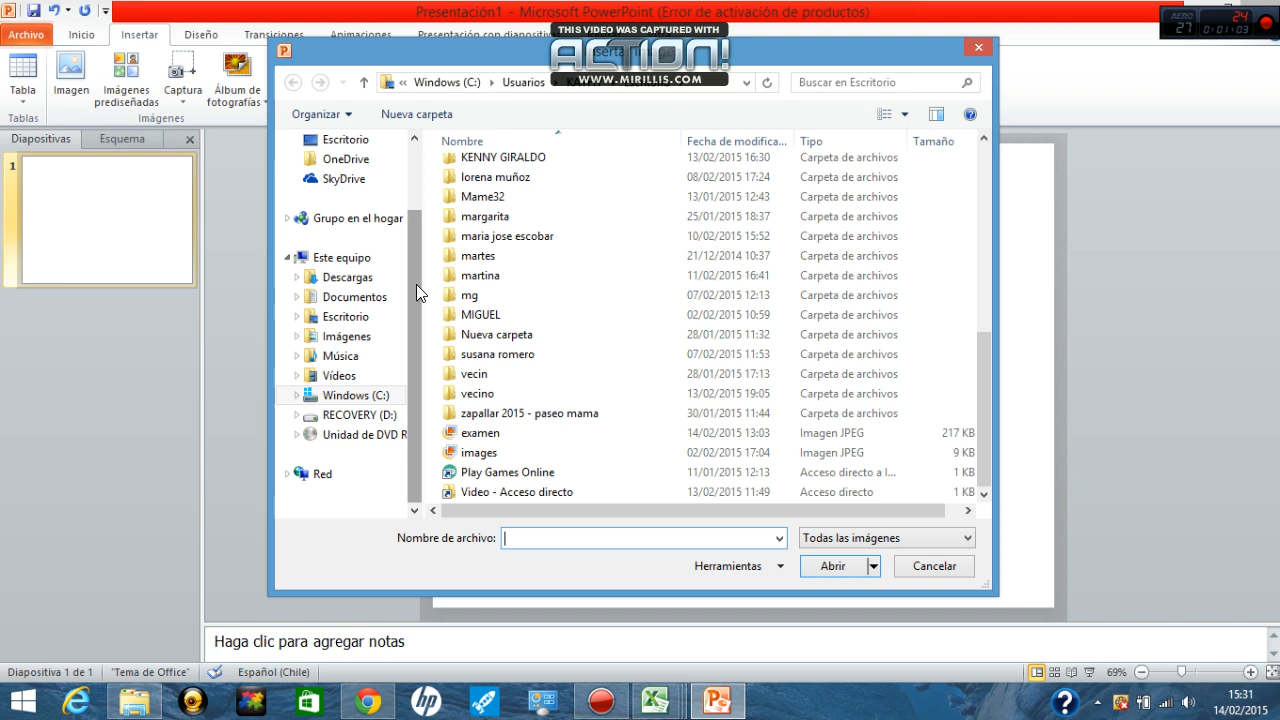 Presentación1 - Microsoft PowerPoint (Error de activación de productos)
AERO
27
24
0:01:03
THIS VIDEO WAS CAPTURED WITH
ACTION!
WWW.MIRILLIS.COM
Archivo
Inicio
Insertar
Diseño
Transiciones
Animaciones
Tabla
Imagen
Imágenes
prediseñadas
Captura
Álbum de
fotografías
Tablas
Imágenes
Windows (C:)
Usuarios
Buscar en Escritorio
Organizar
Nueva carpeta
Diapositivas
Esquema
1
Escritorio
OneDrive
SkyDrive
Grupo en el hogar
Este equipo
Descargas
Documentos
Escritorio
Imágenes
Música
Vídeos
Windows (C:)
RECOVERY (D:)
Unidad de DVD R
Red
Nombre Fecha de modifica... Tipo Tamaño
KENNY GIRALDO 13/02/2015 16:30 Carpeta de archivos
lorena muñoz 08/02/2015 17:24 Carpeta de archivos
Mame32 13/01/2015 12:43 Carpeta de archivos
margarita 25/01/2015 18:37 Carpeta de archivos
maria jose escobar 10/02/2015 15:52 Carpeta de archivos
martes 21/12/2014 10:37 Carpeta de archivos
martina 11/02/2015 16:41 Carpeta de archivos
mg 07/02/2015 12:13 Carpeta de archivos
MIGUEL 02/02/2015 10:59 Carpeta de archivos
Nueva carpeta 28/01/2015 11:32 Carpeta de archivos
susana romero 07/02/2015 11:53 Carpeta de archivos
vecin 28/01/2015 17:13 Carpeta de archivos
vecino 13/02/2015 19:05 Carpeta de archivos
zapallar 2015 - paseo mama 30/01/2015 11:44 Carpeta de archivos
examen 14/02/2015 13:03 Imagen JPEG 217 KB
images 02/02/2015 17:04 Imagen JPEG 9 KB
Play Games Online 11/01/2015 12:13 Acceso directo a l... 1 KB
Video - Acceso directo 13/02/2015 11:49 Acceso directo 1 KB
Nombre de archivo:
Todas las imágenes
Herramientas
Abrir
Cancelar
Haga clic para agregar notas
Diapositiva 1 de 1
"Tema de Office"
Español (Chile)
69%
15:31
14/02/2015